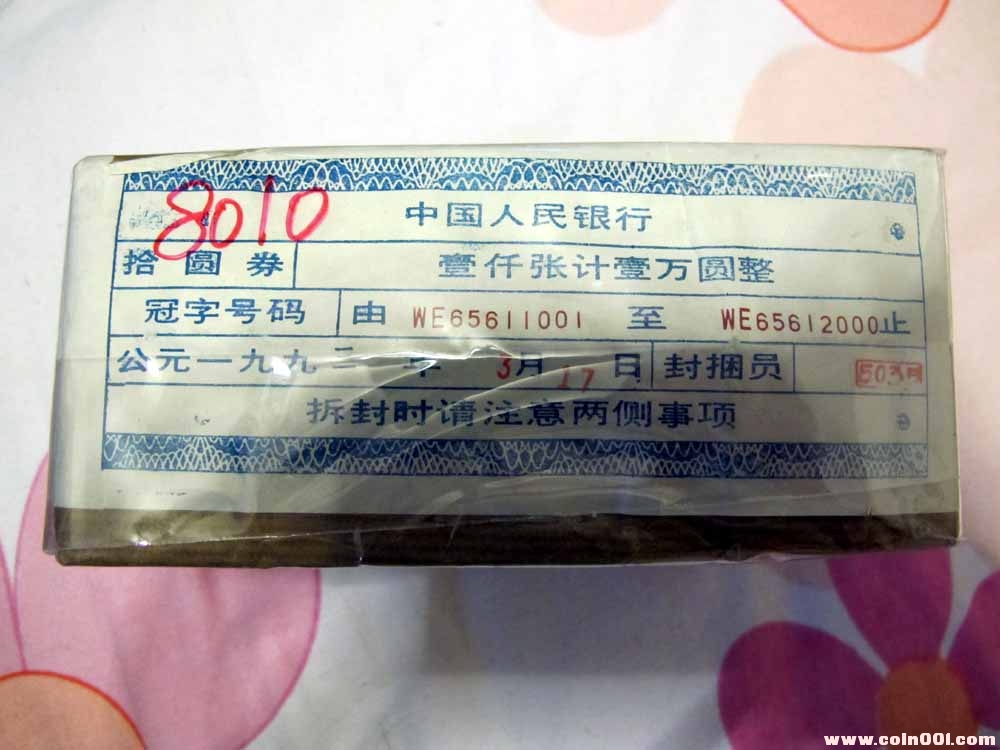 8010
中国人民银行
拾圆券 壹仟张计壹万圆整
冠字号码 由 WE65611001 至 WE65612000止
公元一九九二年 3月17日 封捆员
拆封时请注意两侧事项
www.coin001.com